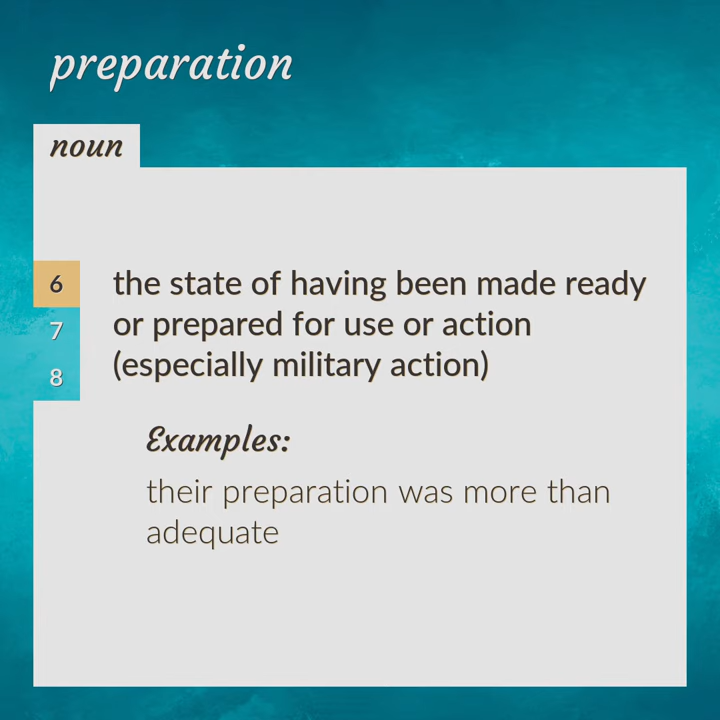 preparation
noun
6
7
8
the state of having been made ready
or prepared for use or action
(especially military action)
Examples:
their preparation was more than
adequate